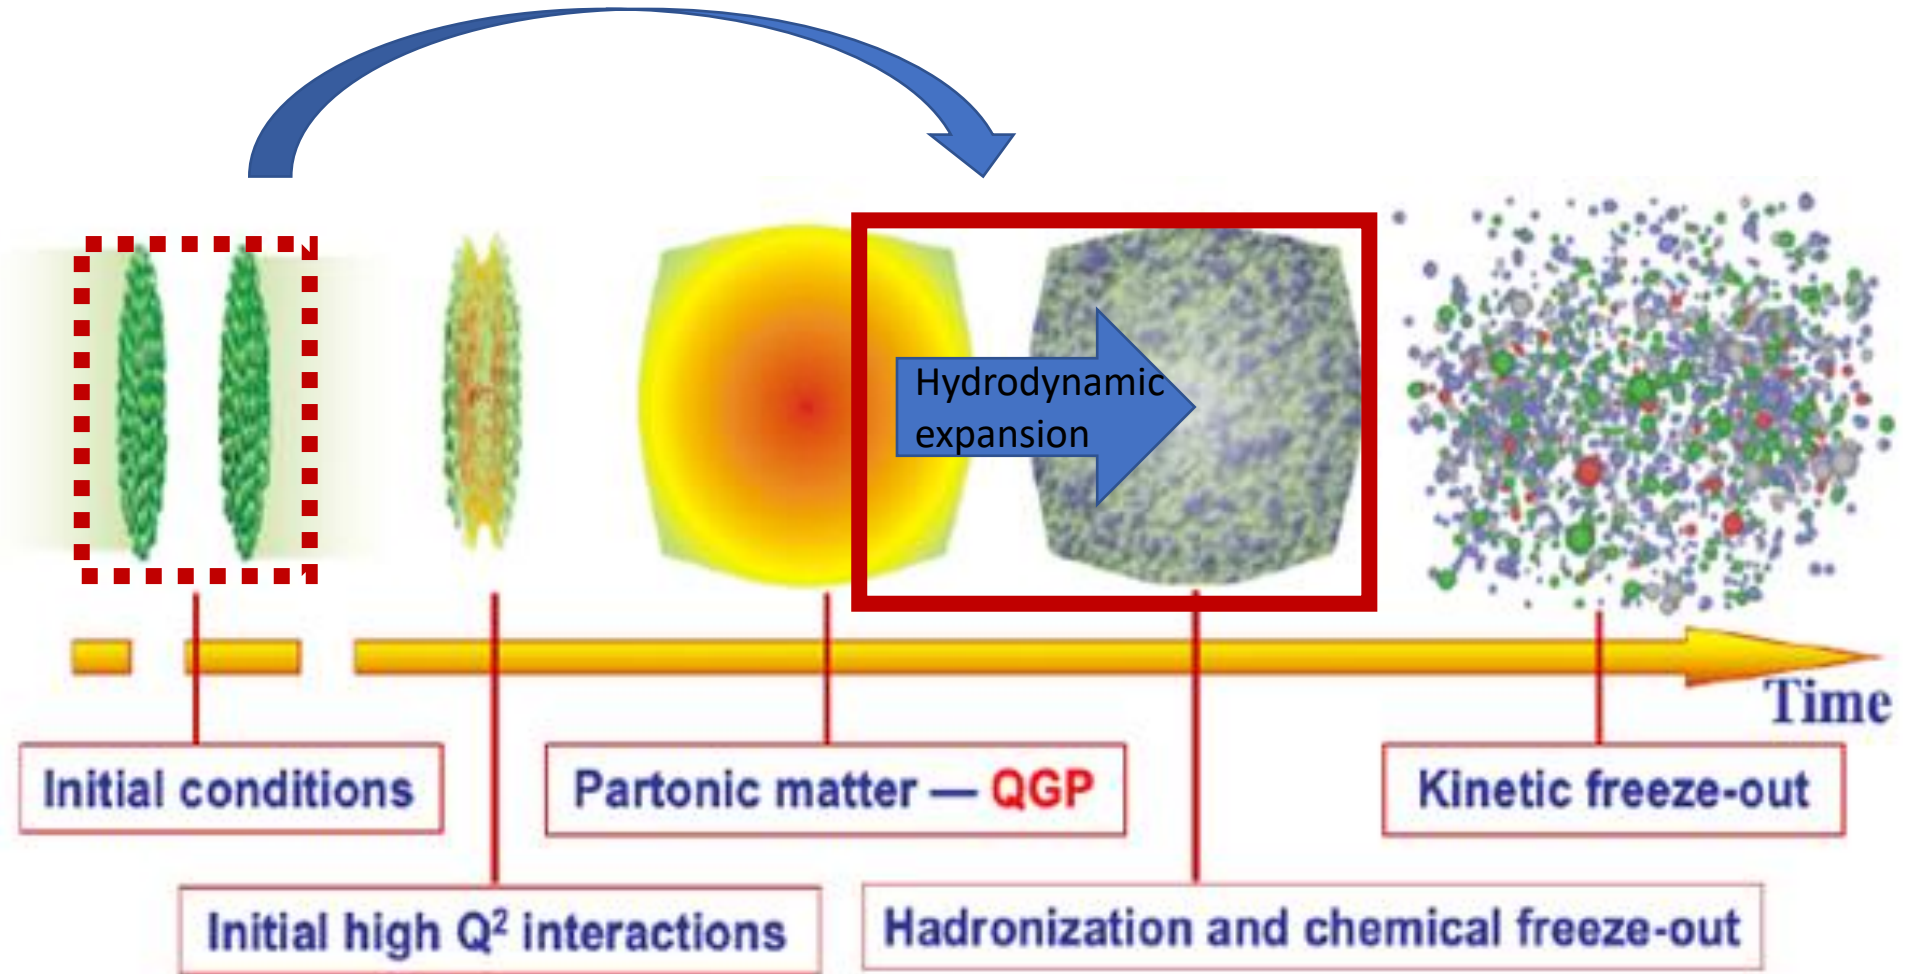 Hydrodynamic
expansion
Time
Initial conditions
Partonic matter — QGP
Kinetic freeze-out
Initial high Q² interactions
Hadronization and chemical freeze-out